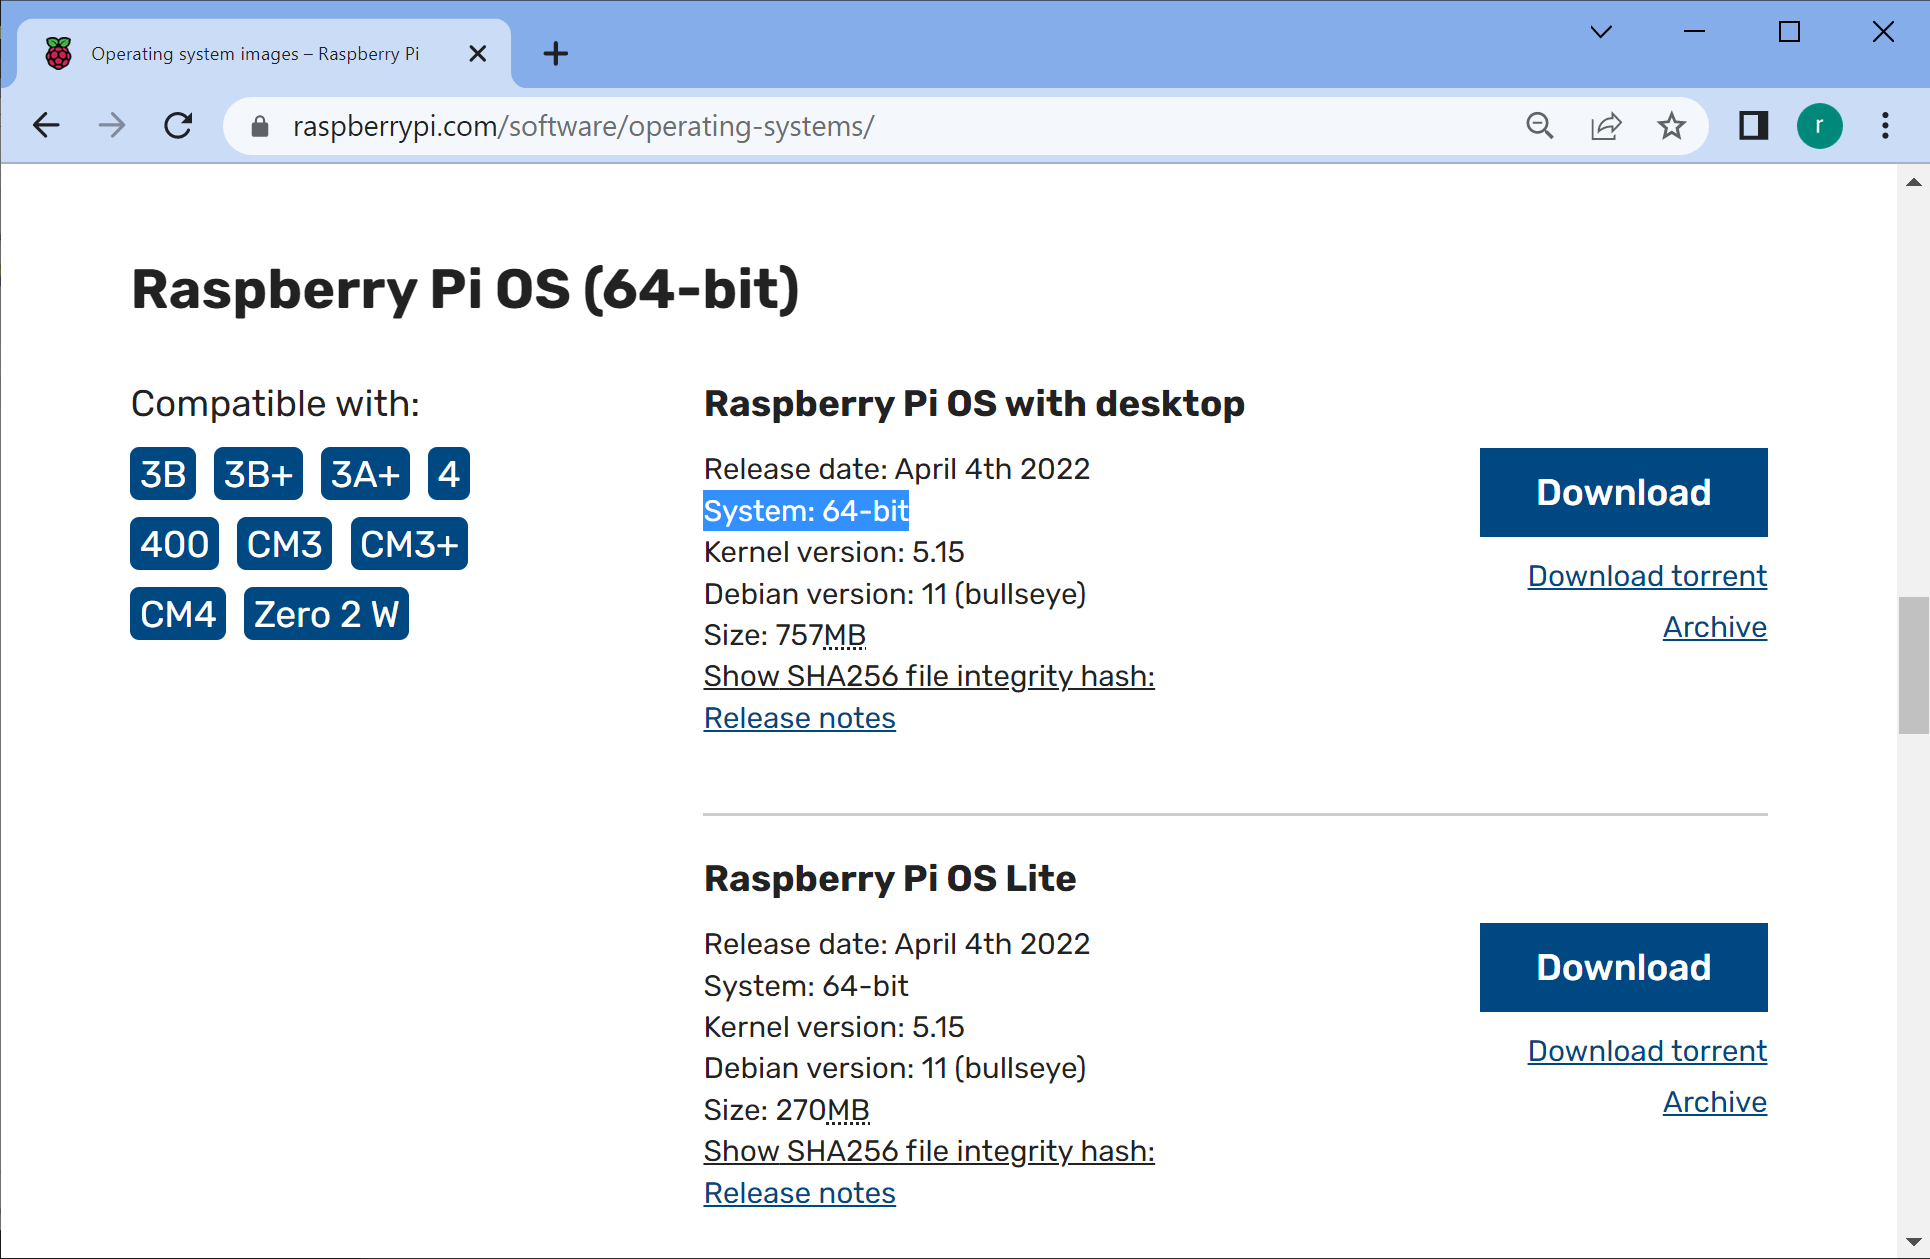 Operating system images – Raspberry Pi
raspberrypi.com/software/operating-systems/
r
Raspberry Pi OS (64-bit)
Compatible with:
3B 3B+ 3A+ 4
400 CM3 CM3+
CM4 Zero 2 W
Raspberry Pi OS with desktop
Release date: April 4th 2022
System: 64-bit
Kernel version: 5.15
Debian version: 11 (bullseye)
Size: 757MB
Show SHA256 file integrity hash:
Release notes
Download
Download torrent
Archive
Raspberry Pi OS Lite
Release date: April 4th 2022
System: 64-bit
Kernel version: 5.15
Debian version: 11 (bullseye)
Size: 270MB
Show SHA256 file integrity hash:
Release notes
Download
Download torrent
Archive